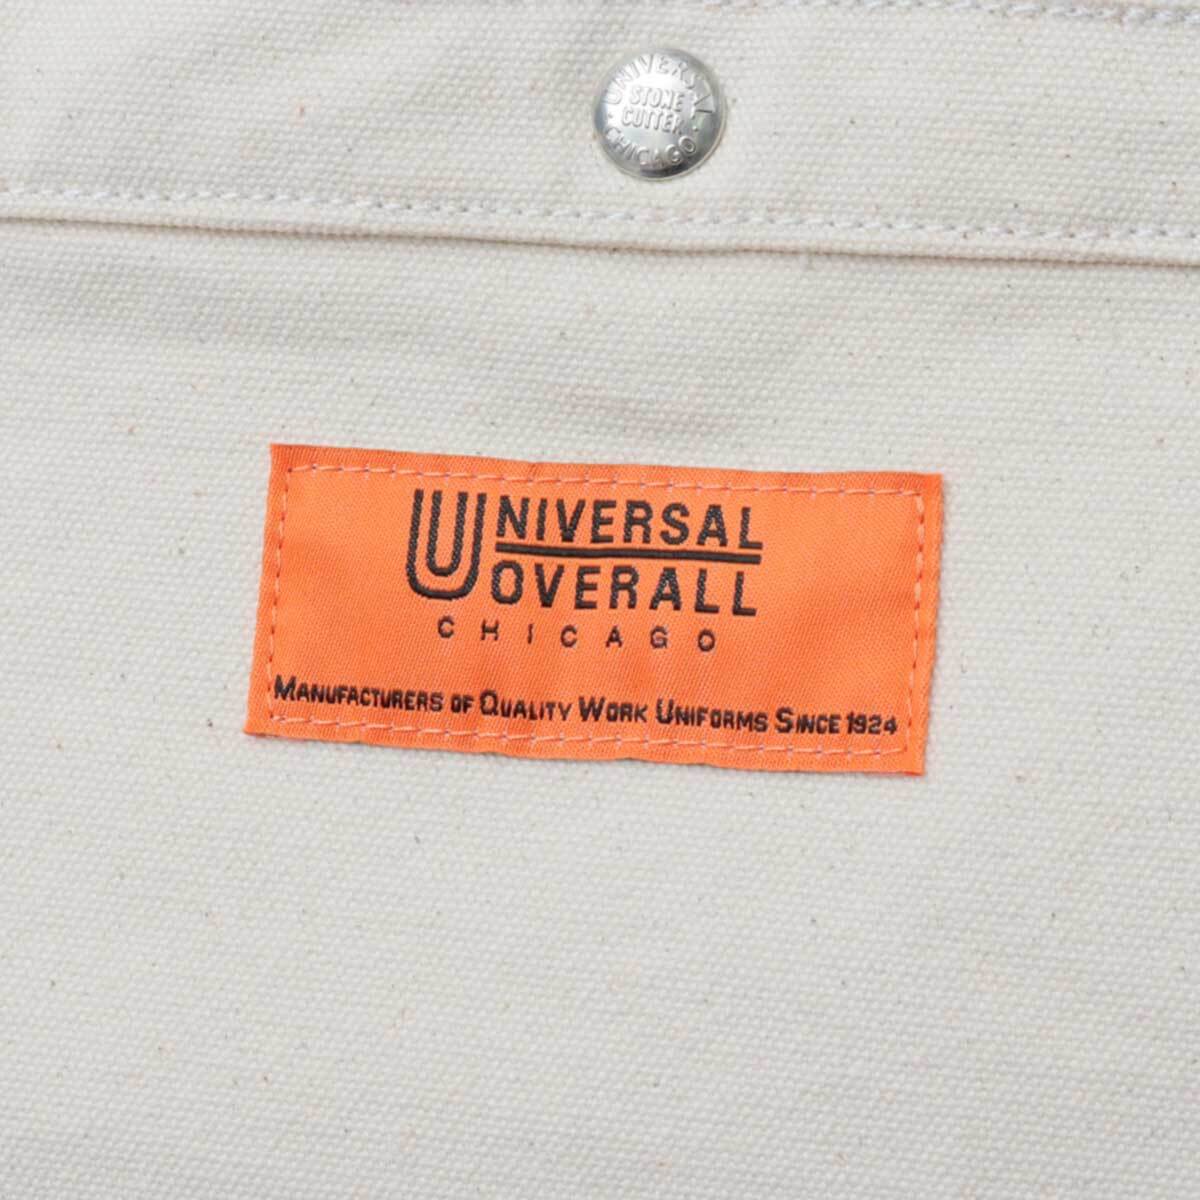 UNIVERSAL
STONE
CUTTER
CHICAGO
UNIVERSAL
OVERALL
CHICAGO
MANUFACTURERS OF QUALITY WORK UNIFORMS SINCE 1924